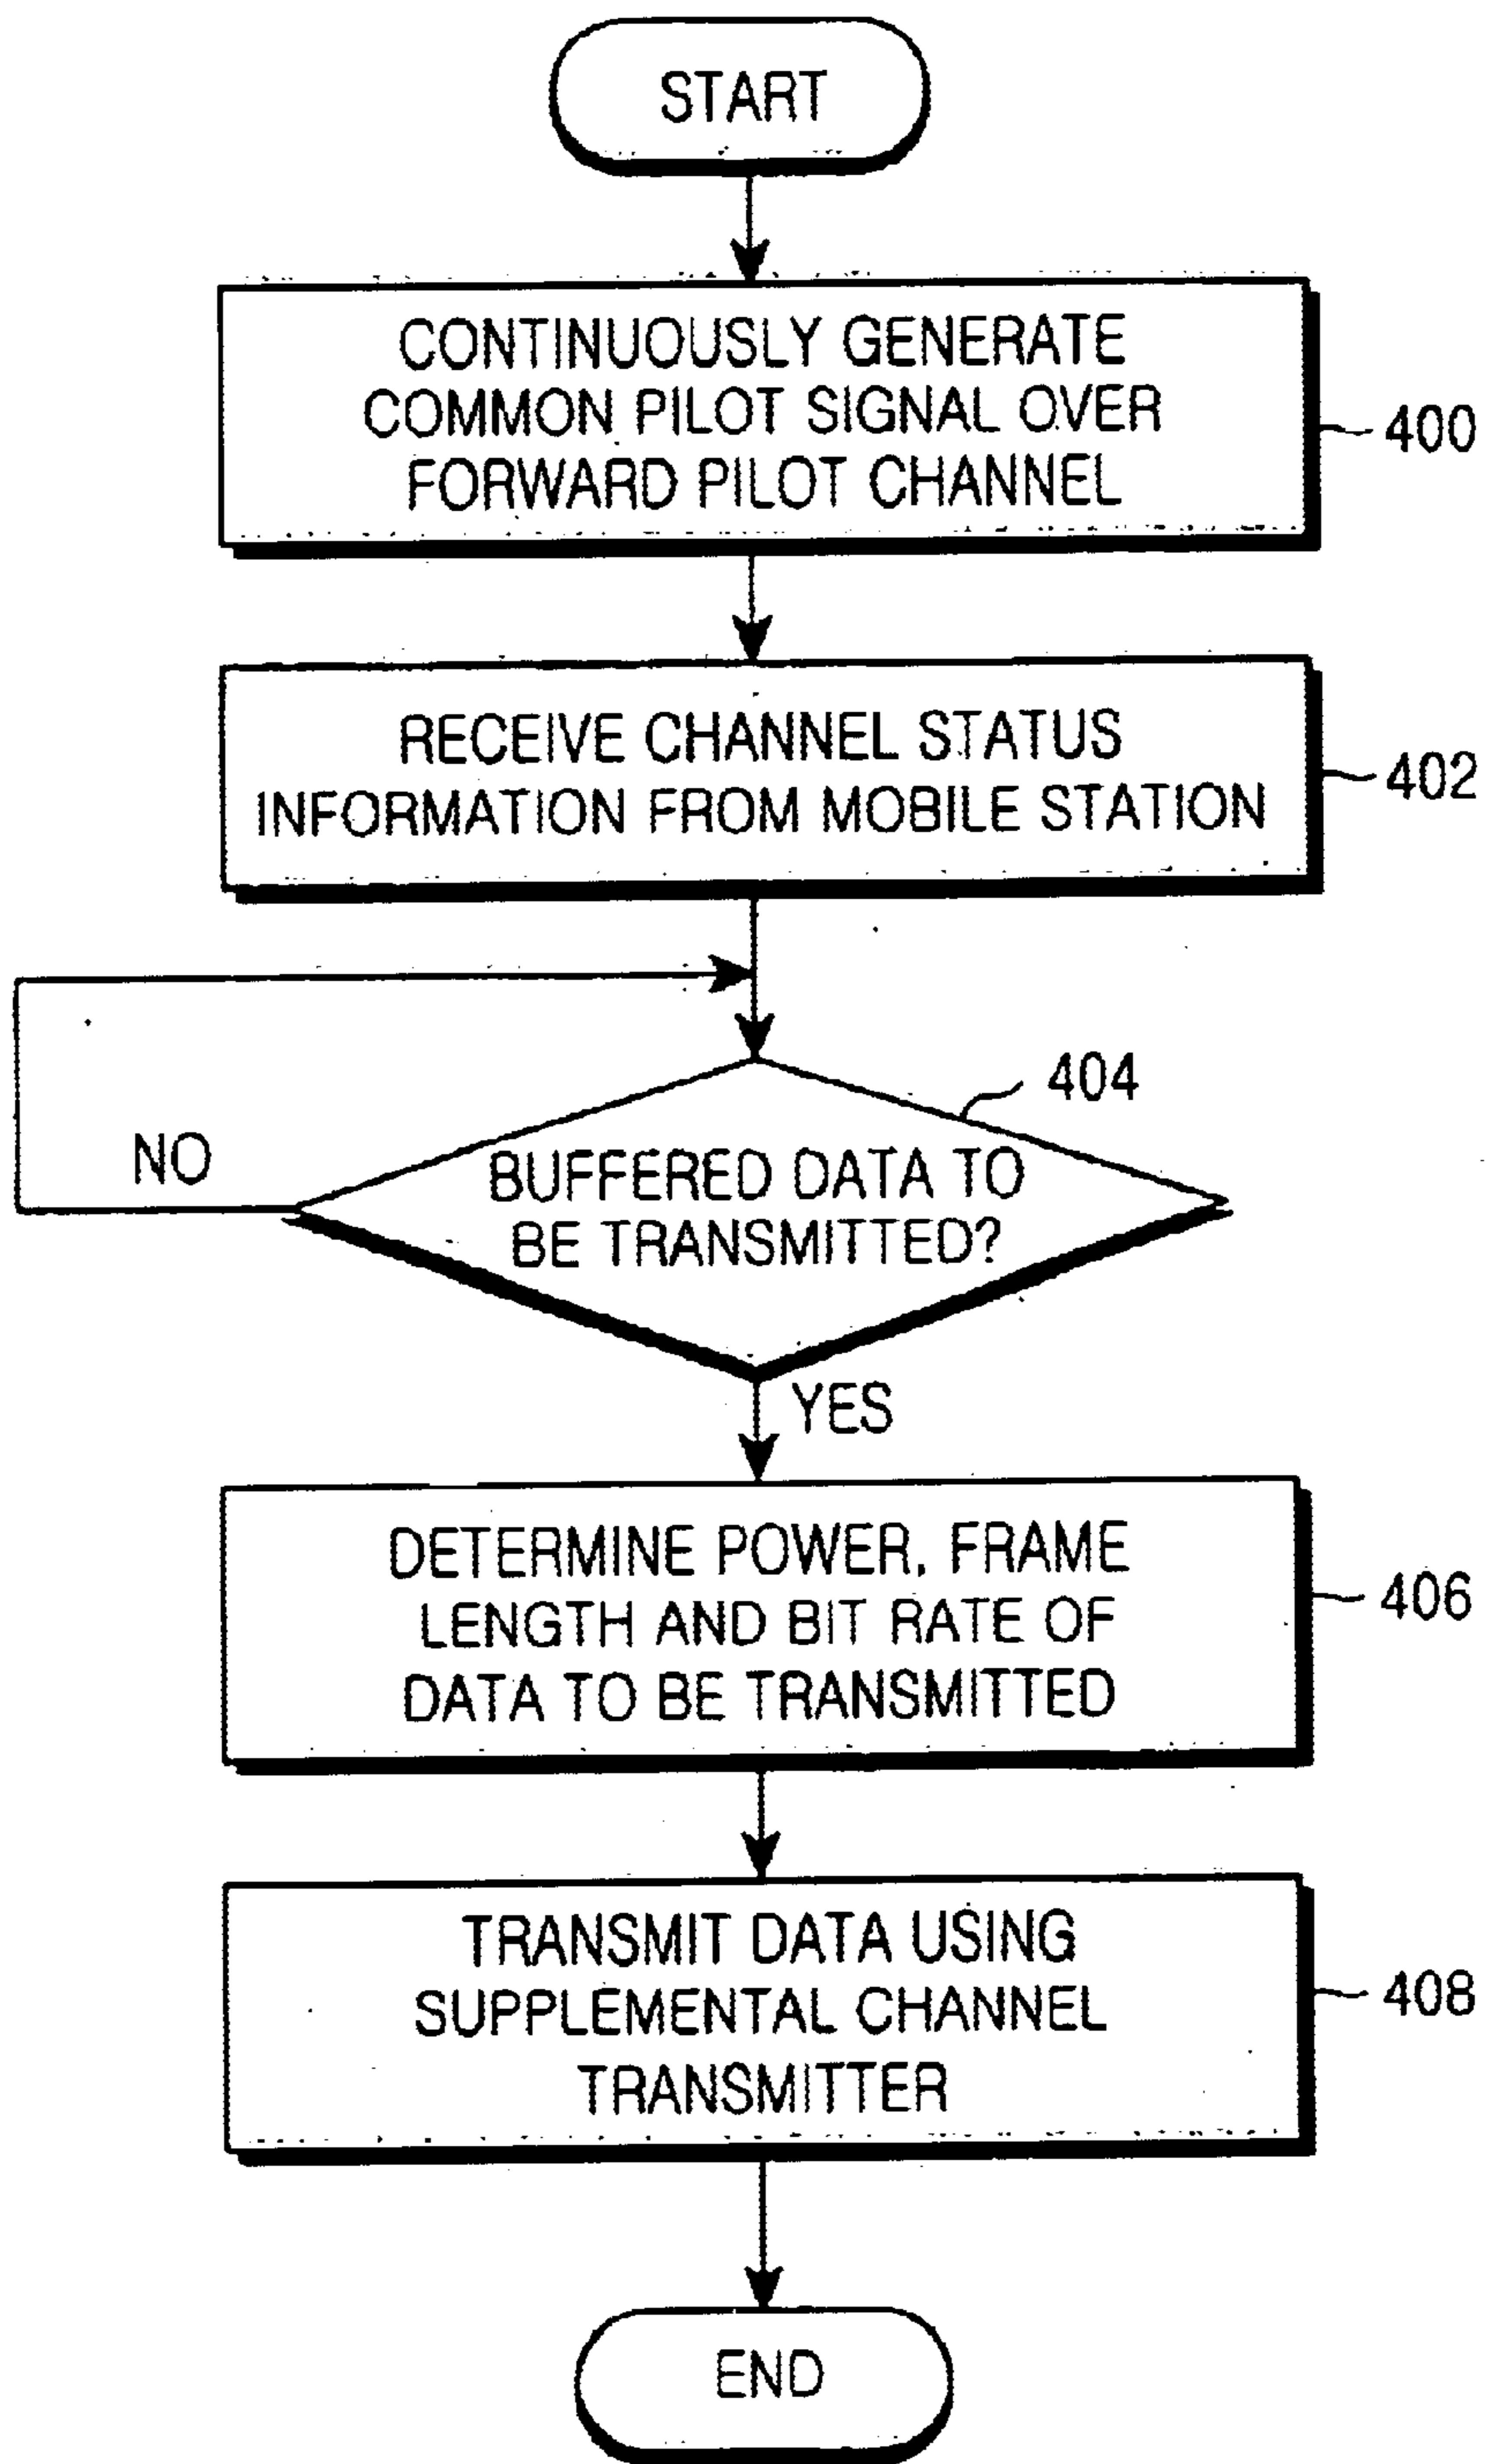 START
CONTINUOUSLY GENERATE
COMMON PILOT SIGNAL OVER
FORWARD PILOT CHANNEL
400
RECEIVE CHANNEL STATUS
INFORMATION FROM MOBILE STATION
402
404
NO
BUFFERED DATA TO
BE TRANSMITTED?
YES
DETERMINE POWER, FRAME
LENGTH AND BIT RATE OF
DATA TO BE TRANSMITTED
406
TRANSMIT DATA USING
SUPPLEMENTAL CHANNEL
TRANSMITTER
408
END